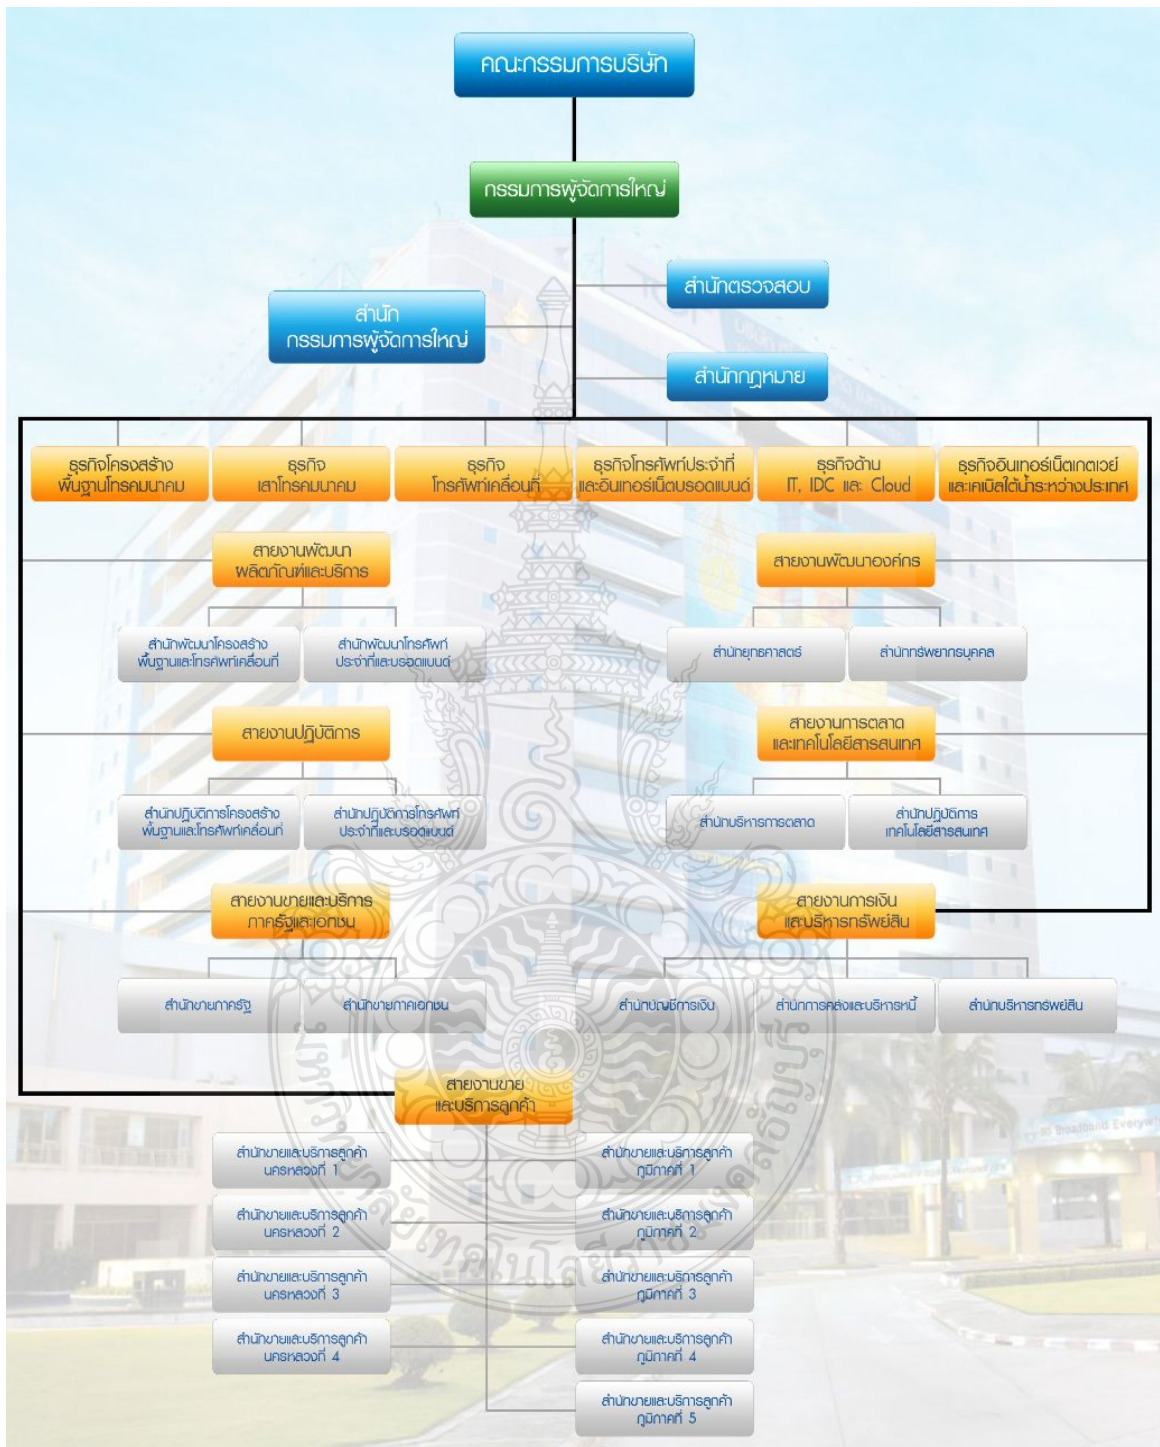 คณะกรรมการบริษัท
กรรมการผู้จัดการใหญ่
สำนักตรวจสอบ
สำนัก
กรรมการผู้จัดการใหญ่
สำนักกฎหมาย
ธุรกิจโครงสร้าง
พื้นฐานโทรคมนาคม
ธุรกิจ
เสาโทรคมนาคม
ธุรกิจ
โทรศัพท์เคลื่อนที่
ธุรกิจโทรศัพท์ประจำที่
และอินเทอร์เน็ตบรอดแบนด์
ธุรกิจด้าน
IT, IDC และ Cloud
ธุรกิจอินเทอร์เน็ตเกตเวย์
และเคเบิลใต้น้ำระหว่างประเทศ
สายงานพัฒนา
ผลิตภัณฑ์และบริการ
สายงานพัฒนาองค์กร
สำนักพัฒนาโครงสร้าง
พื้นฐานและโทรศัพท์เคลื่อนที่
สำนักพัฒนาโทรศัพท์
ประจำที่และบรอดแบนด์
สำนักยุทธศาสตร์
สำนักทรัพยากรบุคคล
สายงานปฏิบัติการ
สายงานการตลาด
และเทคโนโลยีสารสนเทศ
สำนักปฏิบัติการโครงสร้าง
พื้นฐานและโทรศัพท์เคลื่อนที่
สำนักปฏิบัติการโทรศัพท์
ประจำที่และบรอดแบนด์
สำนักบริหารการตลาด
สำนักปฏิบัติการ
เทคโนโลยีสารสนเทศ
สายงานขายและบริการ
ภาครัฐและเอกชน
สายงานการเงิน
และบริหารทรัพย์สิน
สำนักขายภาครัฐ
สำนักขายภาคเอกชน
สำนักบัญชีการเงิน
สำนักการคลังและบริหารหนี้
สำนักบริหารทรัพย์สิน
สายงานขาย
และบริการลูกค้า
สำนักขายและบริการลูกค้า
นครหลวงที่ 1
สำนักขายและบริการลูกค้า
ภูมิภาคที่ 1
สำนักขายและบริการลูกค้า
นครหลวงที่ 2
สำนักขายและบริการลูกค้า
ภูมิภาคที่ 2
สำนักขายและบริการลูกค้า
นครหลวงที่ 3
สำนักขายและบริการลูกค้า
ภูมิภาคที่ 3
สำนักขายและบริการลูกค้า
นครหลวงที่ 4
สำนักขายและบริการลูกค้า
ภูมิภาคที่ 4
สำนักขายและบริการลูกค้า
ภูมิภาคที่ 5
มหาวิทยาลัยเทคโนโลยีราชมงคลธัญบุรี
Broadband Everywhere